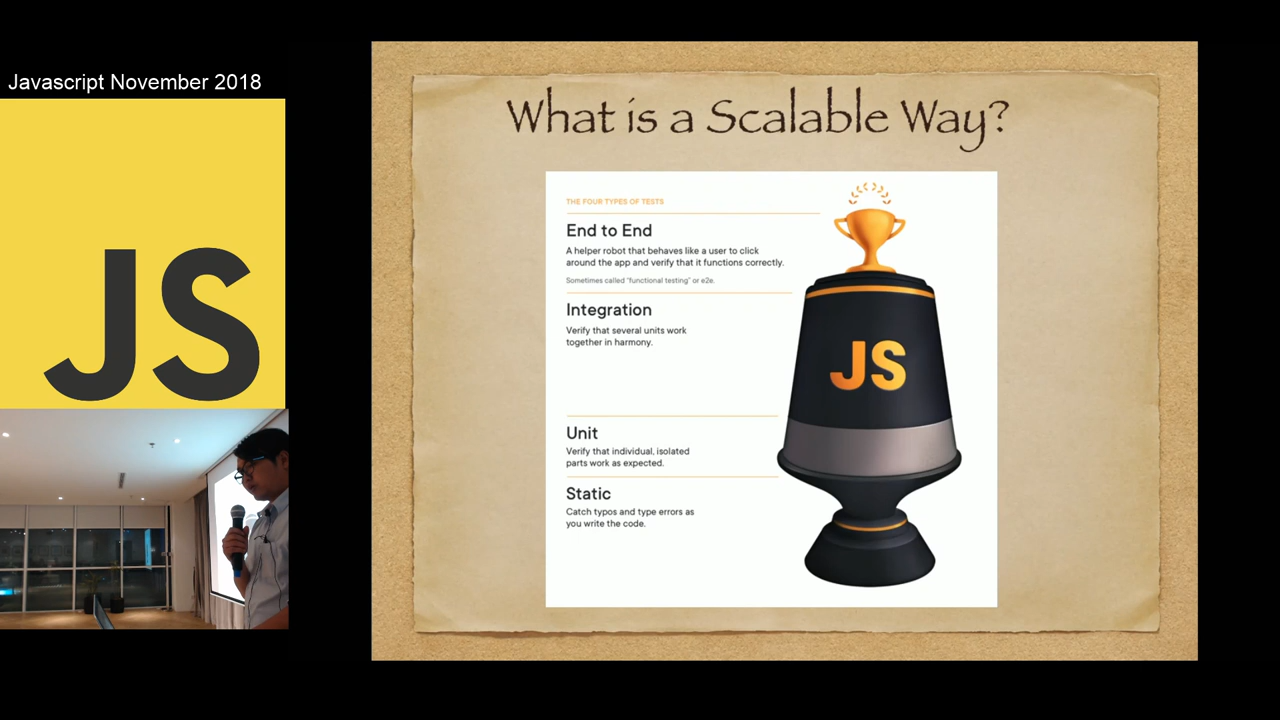 Javascript November 2018
JS
What is a Scalable Way?
THE FOUR TYPES OF TESTS
End to End
A helper robot that behaves like a user to click
around the app and verify that it functions correctly.
Sometimes called "functional testing" or e2e.
Integration
Verify that several units work
together in harmony.
Unit
Verify that individual, isolated
parts work as expected.
Static
Catch typos and type errors as
you write the code.
JS